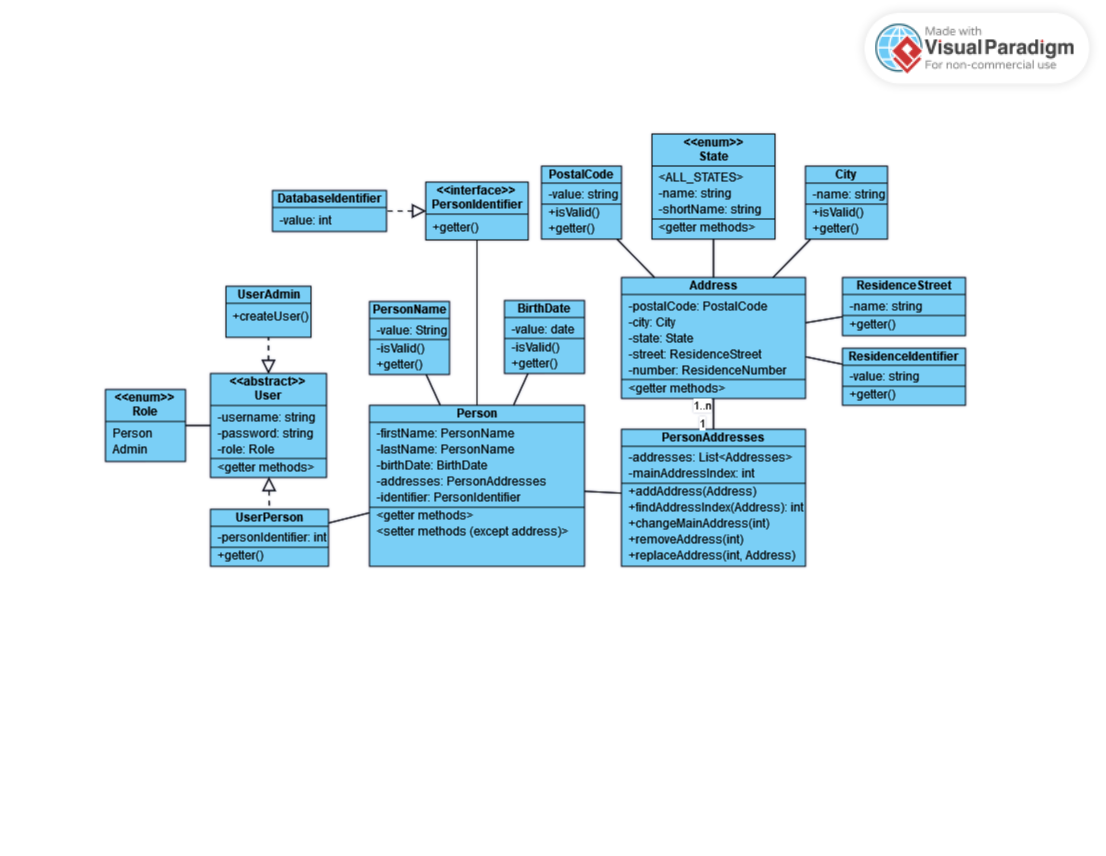 Made with
Visual Paradigm
For non-commercial use
<<enum>>
State
<ALL_STATES>
-name: string
-shortName: string
<getter methods>
PostalCode
-value: string
+isValid()
+getter()
City
-name: string
+isValid()
+getter()
DatabaseIdentifier
-value: int
<<interface>>
PersonIdentifier
+getter()
UserAdmin
+createUser()
PersonName
-value: String
-isValid()
+getter()
BirthDate
-value: date
-isValid()
+getter()
Address
-postalCode: PostalCode
-city: City
-state: State
-street: ResidenceStreet
-number: ResidenceNumber
<getter methods>
ResidenceStreet
-name: string
+getter()
ResidenceIdentifier
-value: string
+getter()
<<enum>>
Role
Person
Admin
<<abstract>>
User
-username: string
-password: string
-role: Role
<getter methods>
UserPerson
-personIdentifier: int
+getter()
Person
-firstName: PersonName
-lastName: PersonName
-birthDate: BirthDate
-addresses: PersonAddresses
-identifier: PersonIdentifier
<getter methods>
<setter methods (except address)>
1..n
1
PersonAddresses
-addresses: List<Addresses>
-mainAddressIndex: int
+addAddress(Address)
+findAddressIndex(Address): int
+changeMainAddress(int)
+removeAddress(int)
+replaceAddress(int, Address)